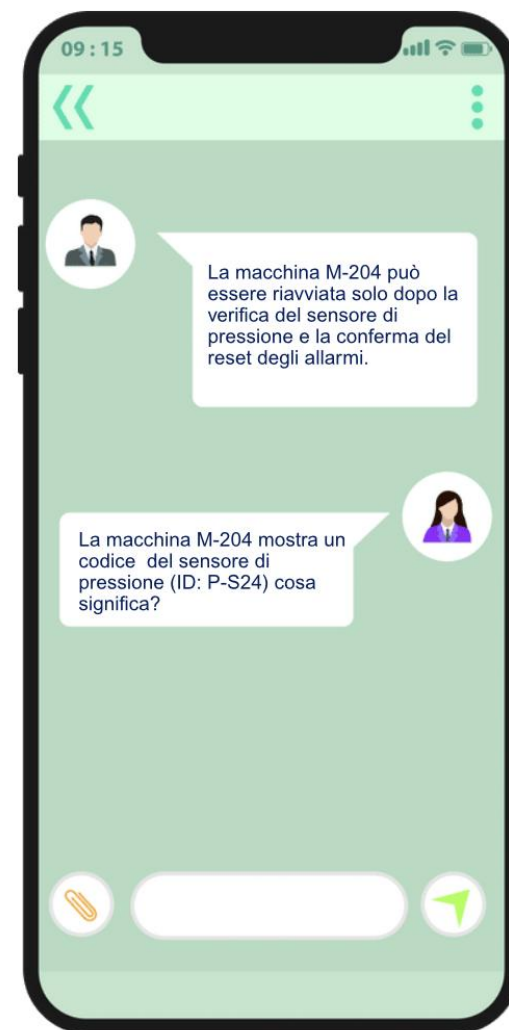 09:15
La macchina M-204 può
essere riavviata solo dopo la
verifica del sensore di
pressione e la conferma del
reset degli allarmi.
La macchina M-204 mostra un
codice  del sensore di
pressione (ID: P-S24) cosa
significa?